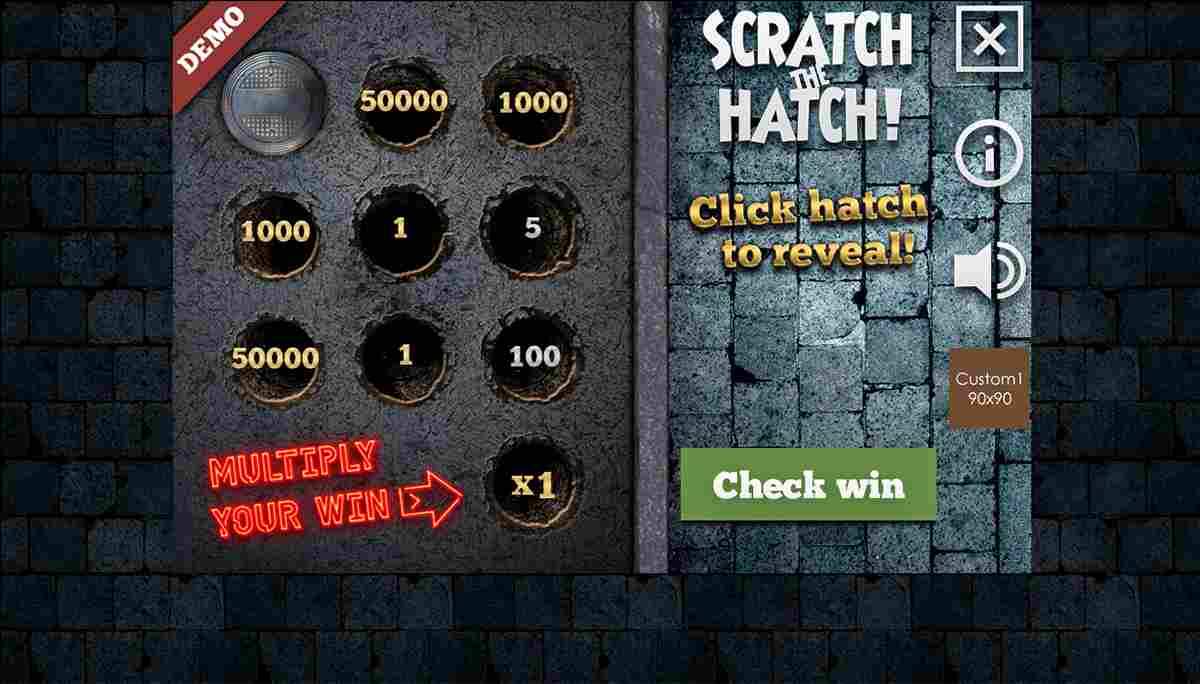 DEMO
50000
1000
1000
1
5
50000
1
100
MULTIPLY
YOUR WIN
x1
SCRATCH
THE
HATCH!
Click hatch
to reveal!
Check win
i
Custom1
90x90